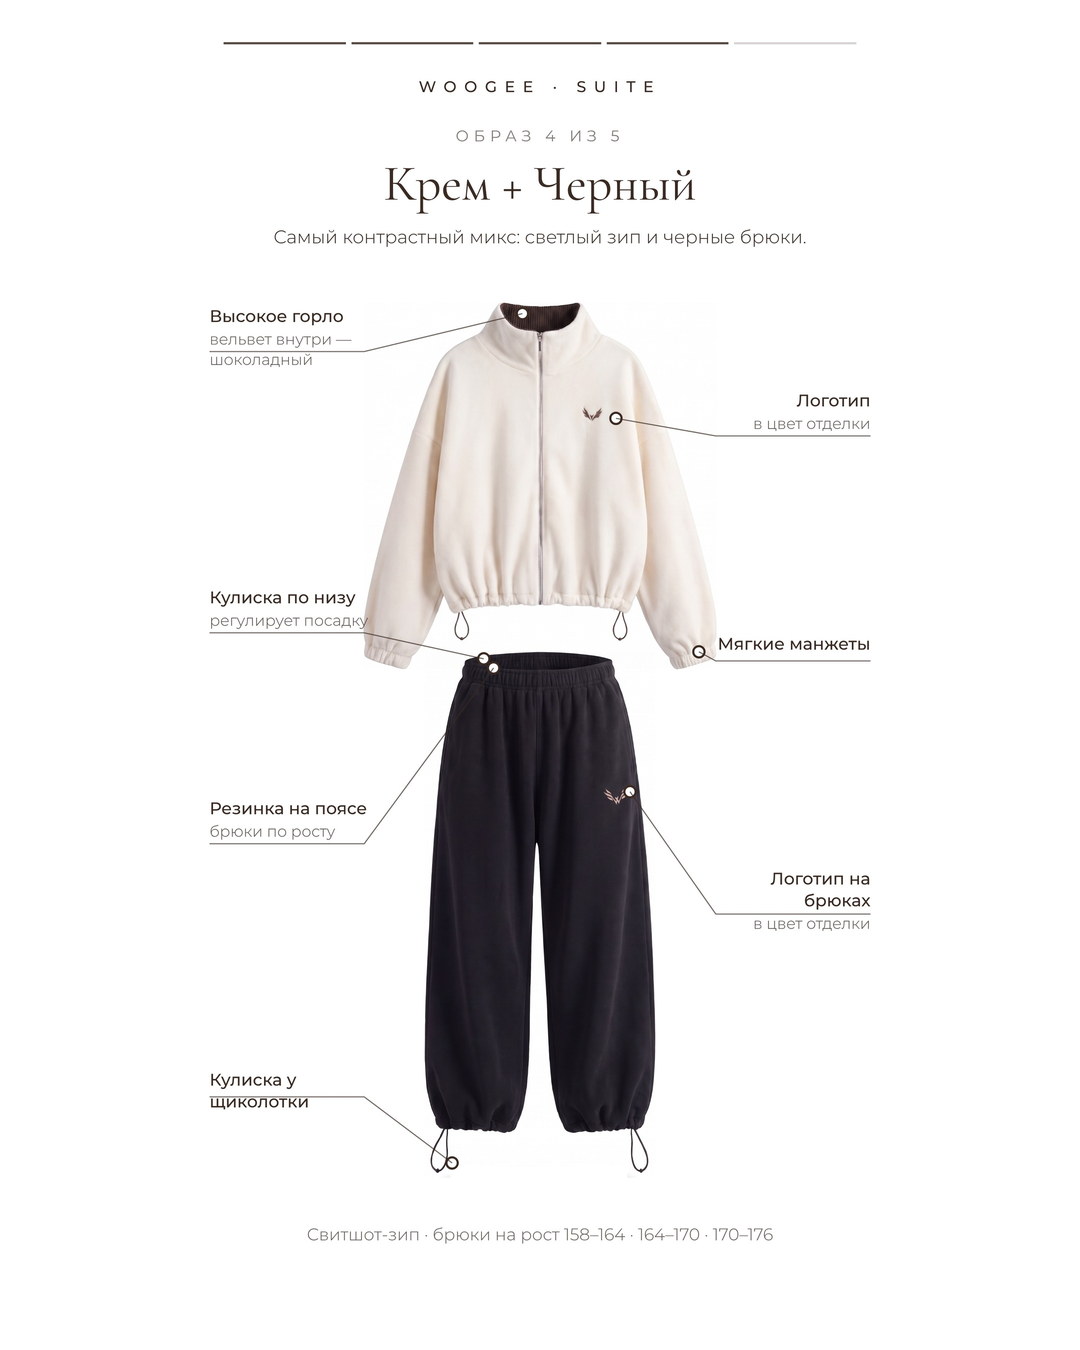 WOOGEE · SUITE
ОБРАЗ 4 ИЗ 5
Крем + Черный
Самый контрастный микс: светлый зип и черные брюки.
Высокое горло
вельвет внутри —
шоколадный
Логотип
в цвет отделки
Кулиска по низу
регулирует посадку
Мягкие манжеты
Резинка на поясе
брюки по росту
Логотип на
брюках
в цвет отделки
Кулиска у
щиколотки
Свитшот-зип · брюки на рост 158–164 · 164–170 · 170–176